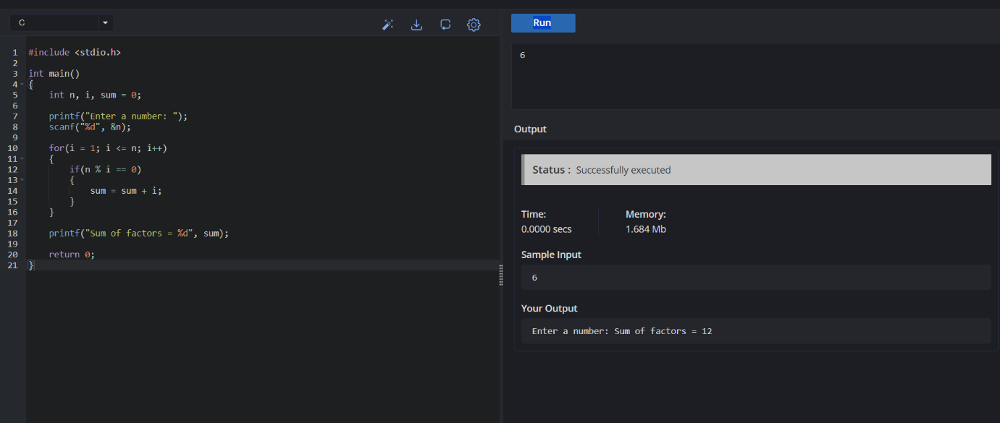 C
1 #include <stdio.h>
2
3 int main()
4 {
5     int n, i, sum = 0;
6
7     printf("Enter a number: ");
8     scanf("%d", &n);
9
10     for(i = 1; i <= n; i++)
11     {
12         if(n % i == 0)
13         {
14             sum = sum + i;
15         }
16     }
17
18     printf("Sum of factors = %d", sum);
19
20     return 0;
21 }
Run
6
Output
Status : Successfully executed
Time: Memory:
0.0000 secs 1.684 Mb
Sample Input
6
Your Output
Enter a number: Sum of factors = 12